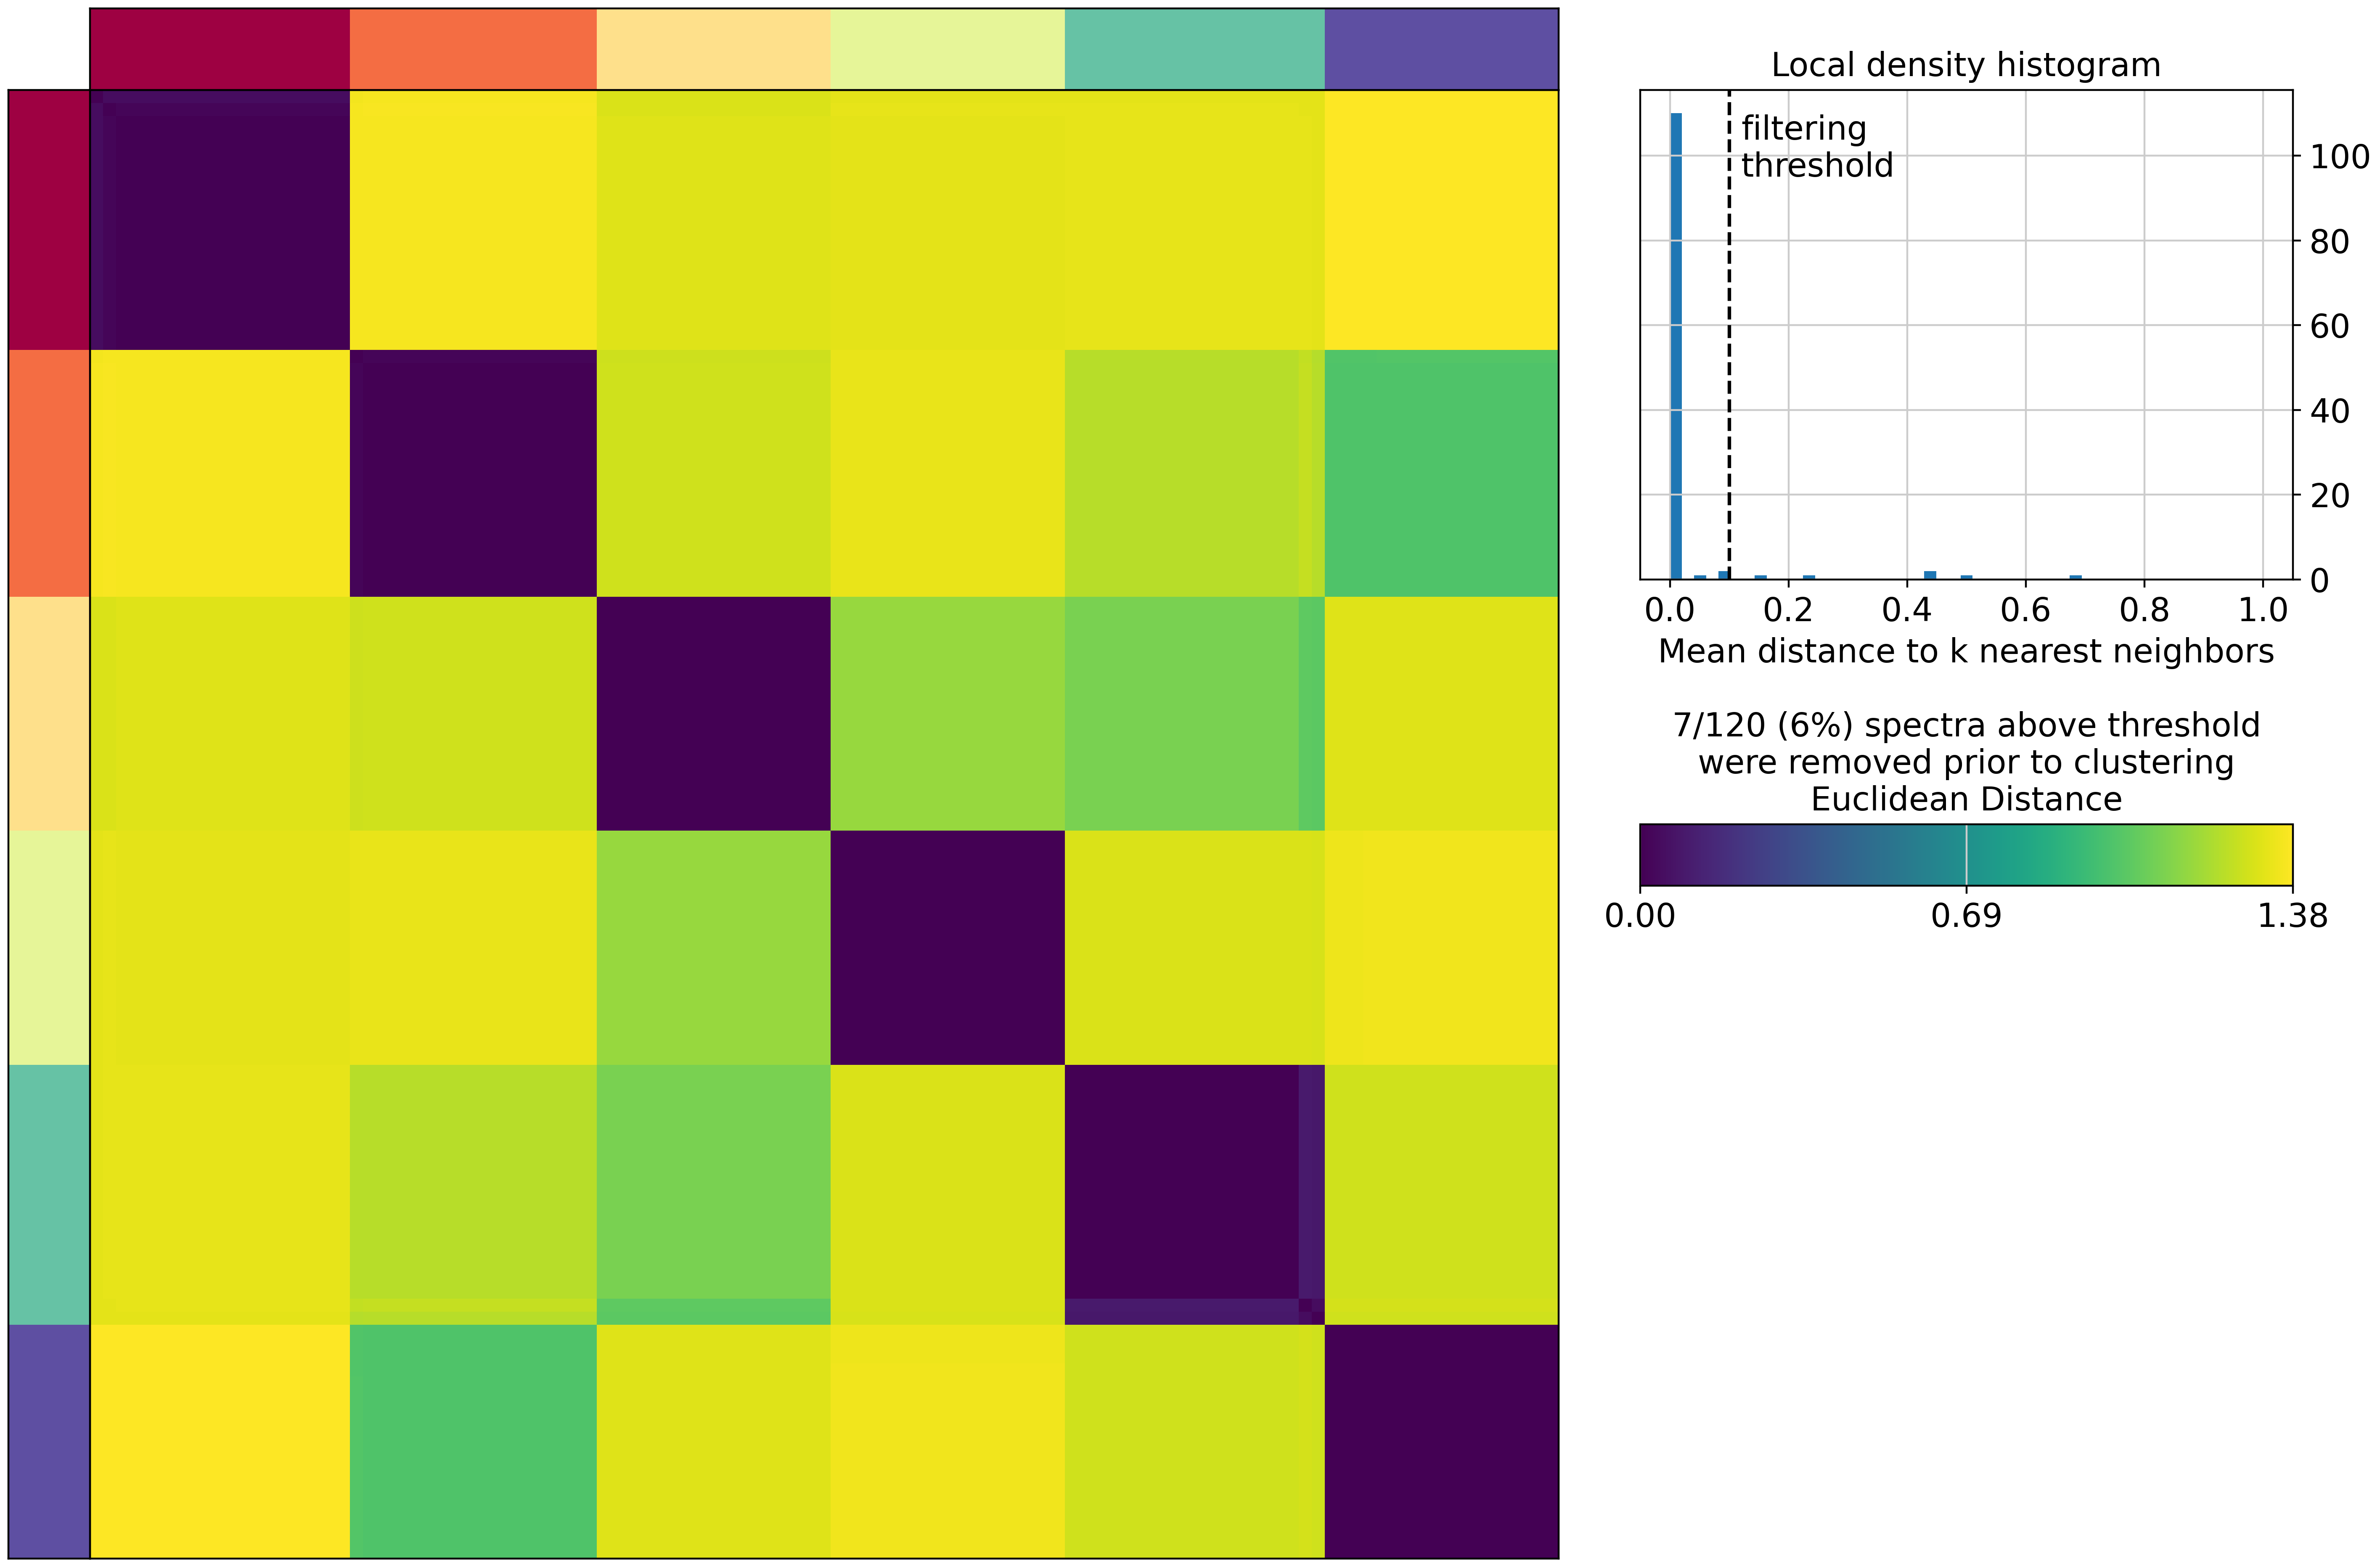 Local density histogram
filtering
threshold
100
80
60
40
20
0
0.0 0.2 0.4 0.6 0.8 1.0
Mean distance to k nearest neighbors
7/120 (6%) spectra above threshold
were removed prior to clustering
Euclidean Distance
0.00 0.69 1.38